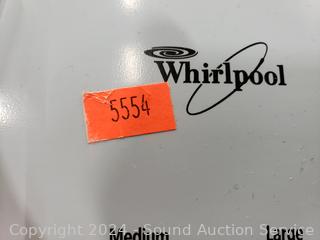 Whirlpool
5554
Medium
Large
Copyright 2024 - Sound Auction Service